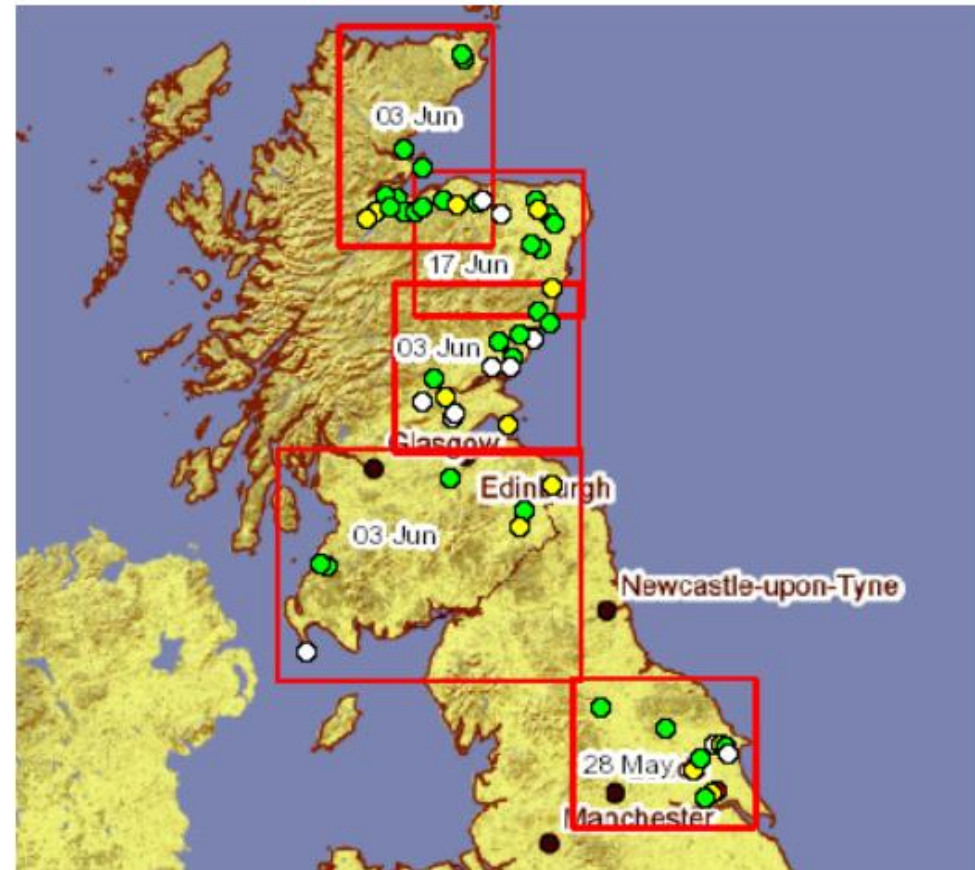 03 Jun
17 Jun
03 Jun
Glasgow
Edinburgh
03 Jun
Newcastle-upon-Tyne
28 May
Manchester